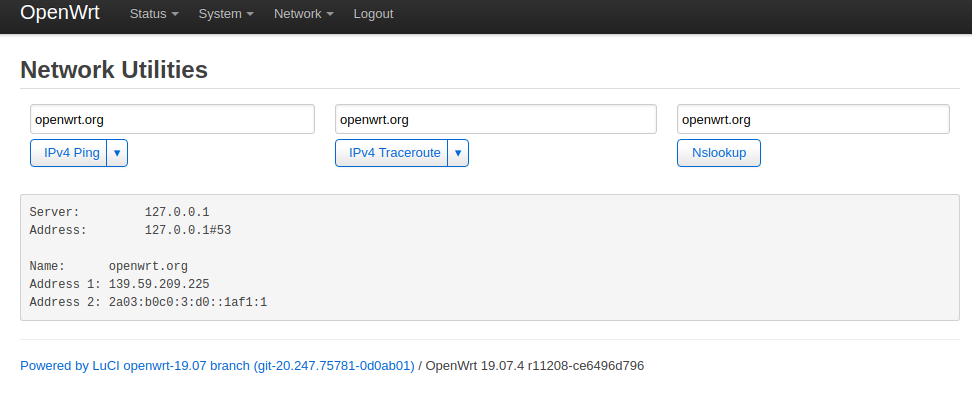 OpenWrt Status System Network Logout
Network Utilities
openwrt.org openwrt.org openwrt.org
IPv4 Ping ▾ IPv4 Traceroute ▾ Nslookup
Server: 127.0.0.1
Address: 127.0.0.1#53
Name: openwrt.org
Address 1: 139.59.209.225
Address 2: 2a03:b0c0:3:d0::1af1:1
Powered by LuCI openwrt-19.07 branch (git-20.247.75781-0d0ab01) / OpenWrt 19.07.4 r11208-ce6496d796